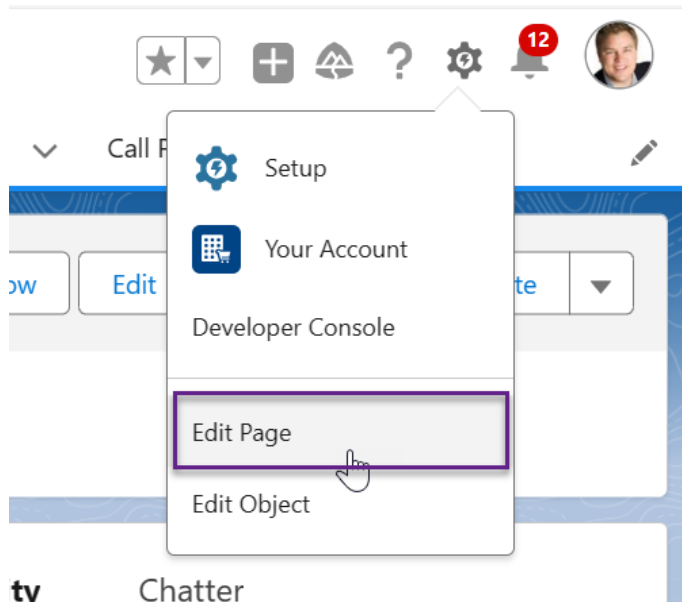 12
Call
Setup
Your Account
Edit
Developer Console
Edit Page
Edit Object
Chatter